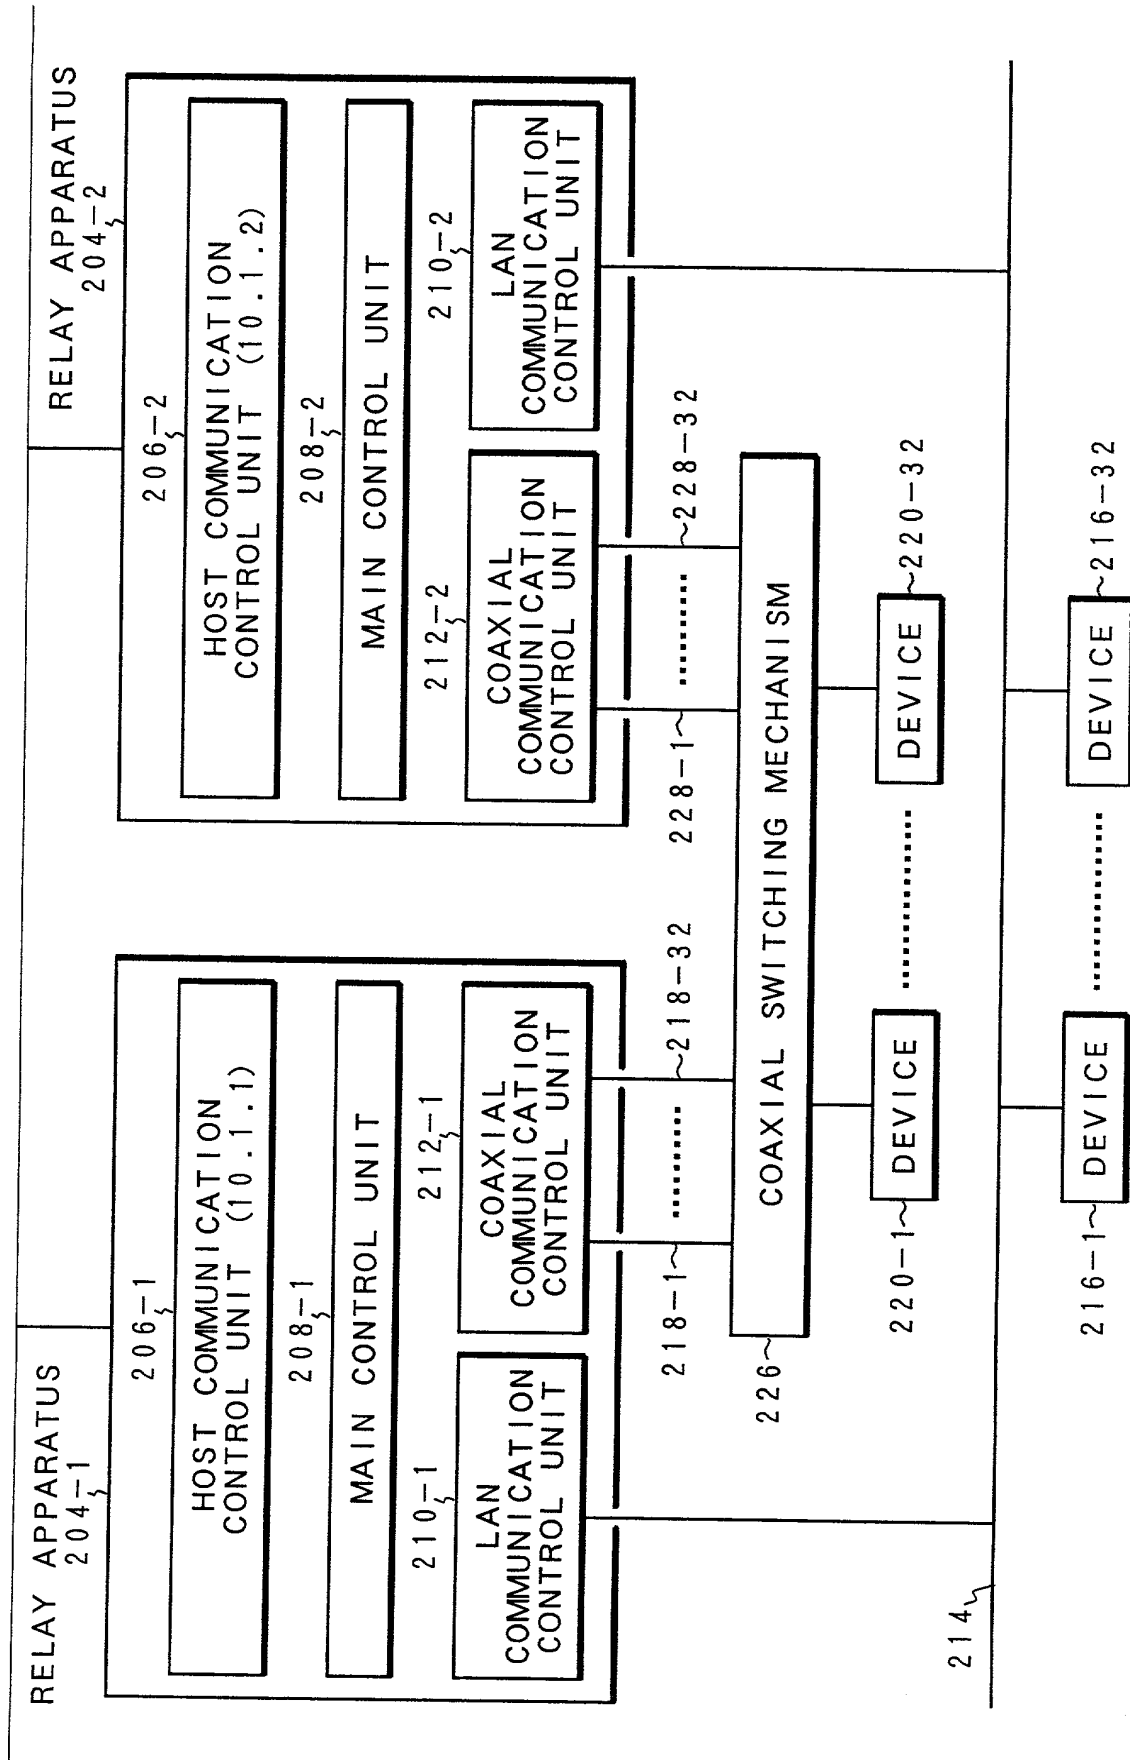 RELAY APPARATUS
204-1
206-1
HOST COMMUNICATION
CONTROL UNIT (10.1.1)
208-1
MAIN CONTROL UNIT
210-1
LAN
COMMUNICATION
CONTROL UNIT
212-1
COAXIAL
COMMUNICATION
CONTROL UNIT
RELAY APPARATUS
204-2
206-2
HOST COMMUNICATION
CONTROL UNIT (10.1.2)
208-2
MAIN CONTROL UNIT
212-2
COAXIAL
COMMUNICATION
CONTROL UNIT
210-2
LAN
COMMUNICATION
CONTROL UNIT
218-1
218-32
228-1
228-32
226
COAXIAL SWITCHING MECHANISM
220-1
DEVICE
DEVICE
220-32
214
216-1
DEVICE
DEVICE
216-32